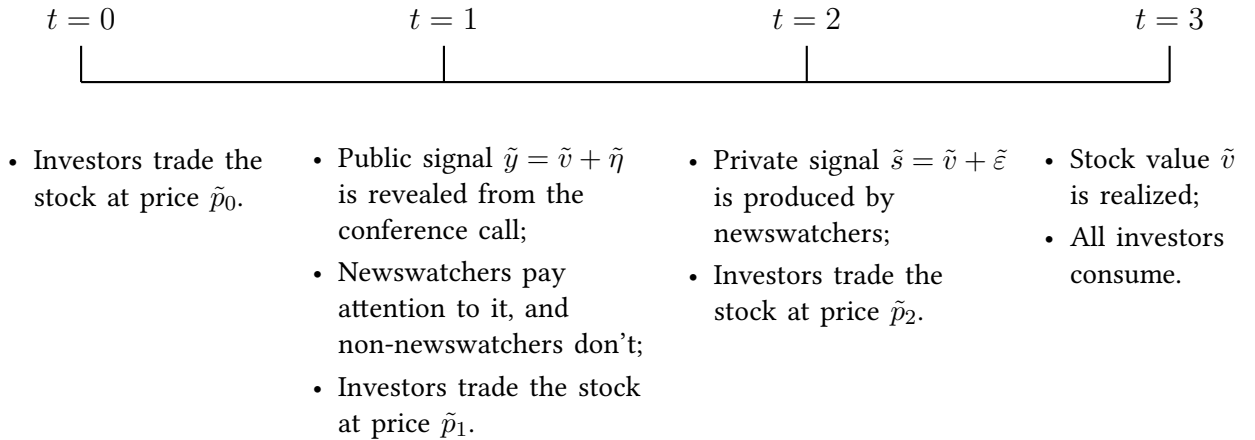 t = 0 t = 1 t = 2 t = 3
• Investors trade the
stock at price p̃₀.
• Public signal ỹ = ṽ + η̃
is revealed from the
conference call;
• Newswatchers pay
attention to it, and
non-newswatchers don't;
• Investors trade the stock
at price p̃₁.
• Private signal s̃ = ṽ + ε̃
is produced by
newswatchers;
• Investors trade the
stock at price p̃₂.
• Stock value ṽ
is realized;
• All investors
consume.